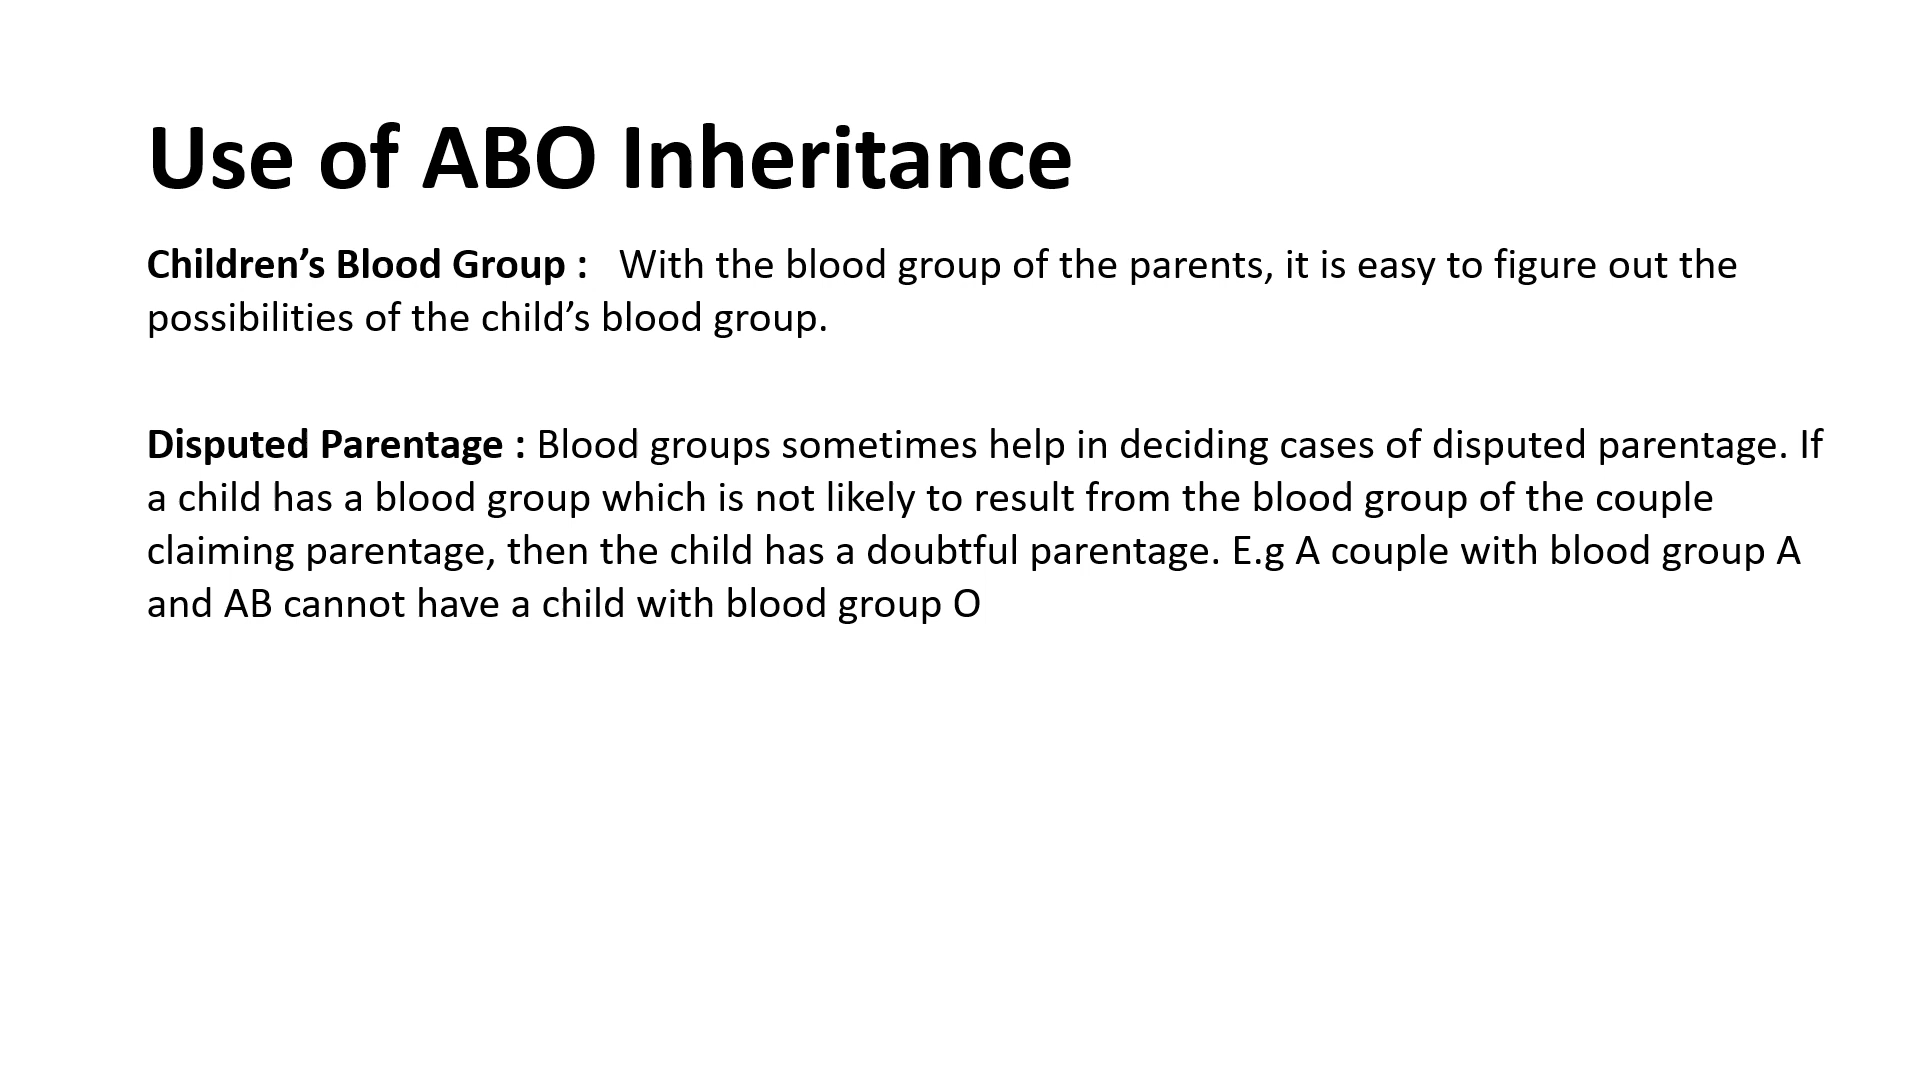 Use of ABO Inheritance
Children’s Blood Group :   With the blood group of the parents, it is easy to figure out the
possibilities of the child’s blood group.
Disputed Parentage : Blood groups sometimes help in deciding cases of disputed parentage. If
a child has a blood group which is not likely to result from the blood group of the couple
claiming parentage, then the child has a doubtful parentage. E.g A couple with blood group A
and AB cannot have a child with blood group O